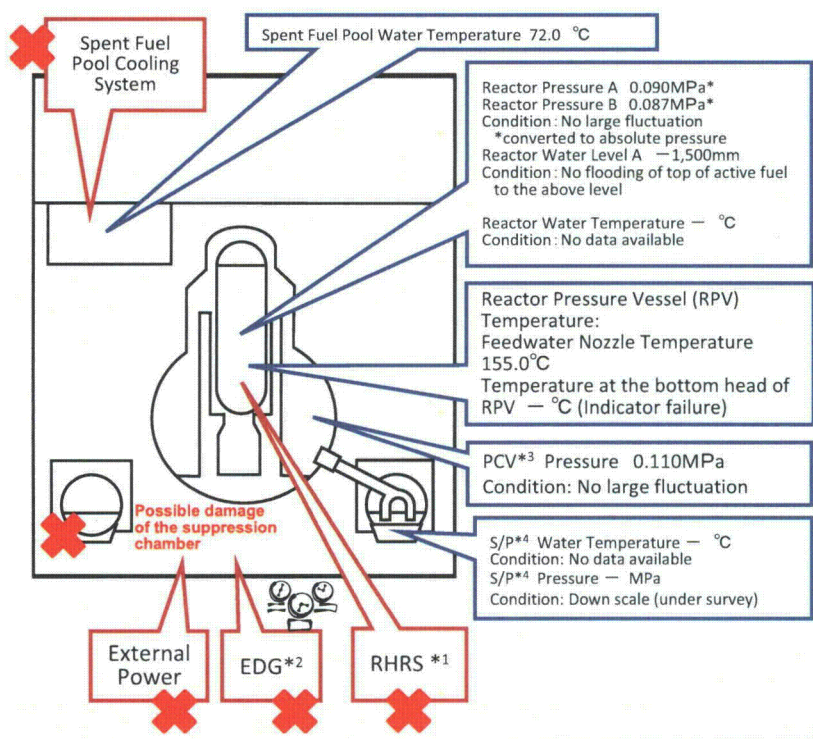 Spent Fuel
Pool Cooling
System
Spent Fuel Pool Water Temperature 72.0 ℃
Reactor Pressure A 0.090MPa*
Reactor Pressure B 0.087MPa*
Condition：No large fluctuation
*converted to absolute pressure
Reactor Water Level A －1,500mm
Condition：No flooding of top of active fuel
to the above level
Reactor Water Temperature － ℃
Condition：No data available
Reactor Pressure Vessel (RPV)
Temperature:
Feedwater Nozzle Temperature
155.0℃
Temperature at the bottom head of
RPV － ℃ (Indicator failure)
PCV*3 Pressure 0.110MPa
Condition: No large fluctuation
Possible damage
of the suppression
chamber
S/P*4 Water Temperature － ℃
Condition: No data available
S/P*4 Pressure － MPa
Condition: Down scale (under survey)
External
Power
EDG*2
RHRS *1